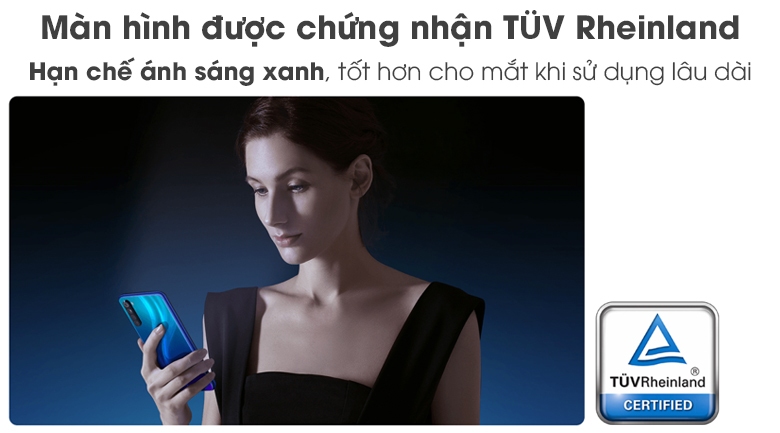 Màn hình được chứng nhận TÜV Rheinland
Hạn chế ánh sáng xanh, tốt hơn cho mắt khi sử dụng lâu dài
®
TÜVRheinland
CERTIFIED